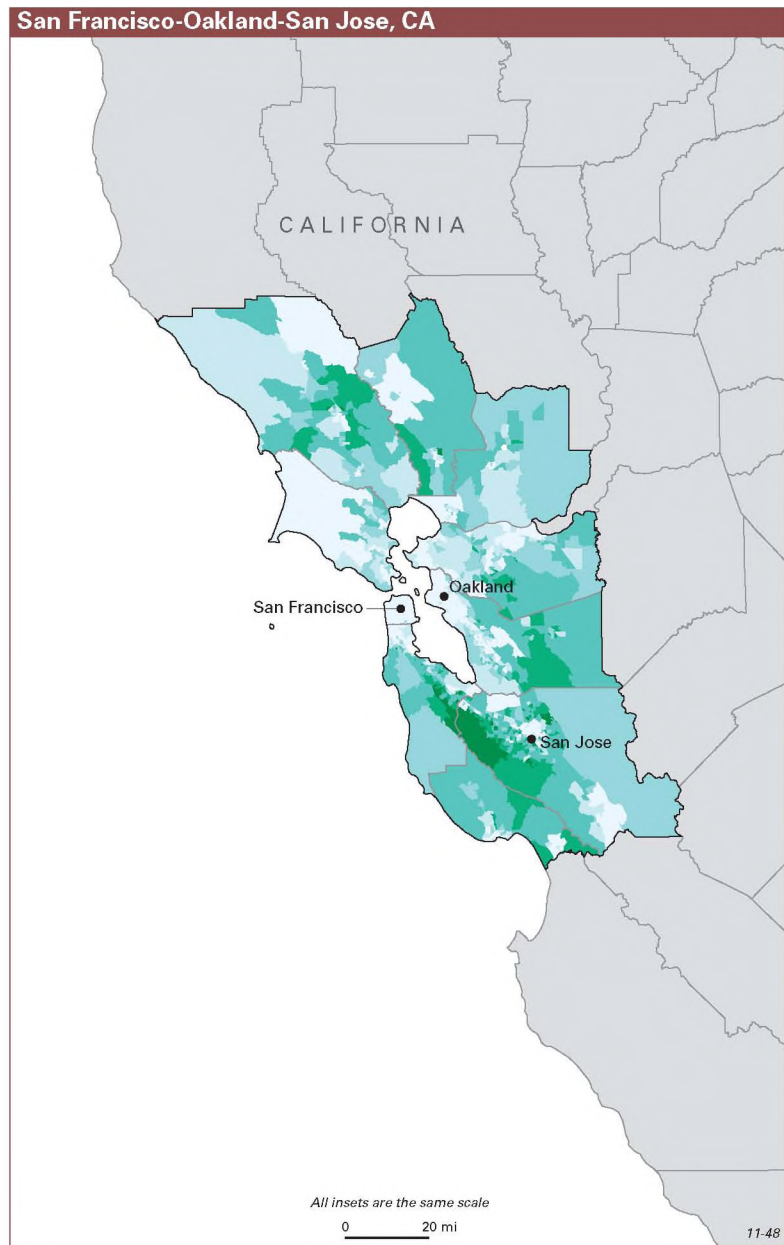 San Francisco-Oakland-San Jose, CA
CALIFORNIA
Oakland
San Francisco
San Jose
All insets are the same scale
0 20 mi
11-48